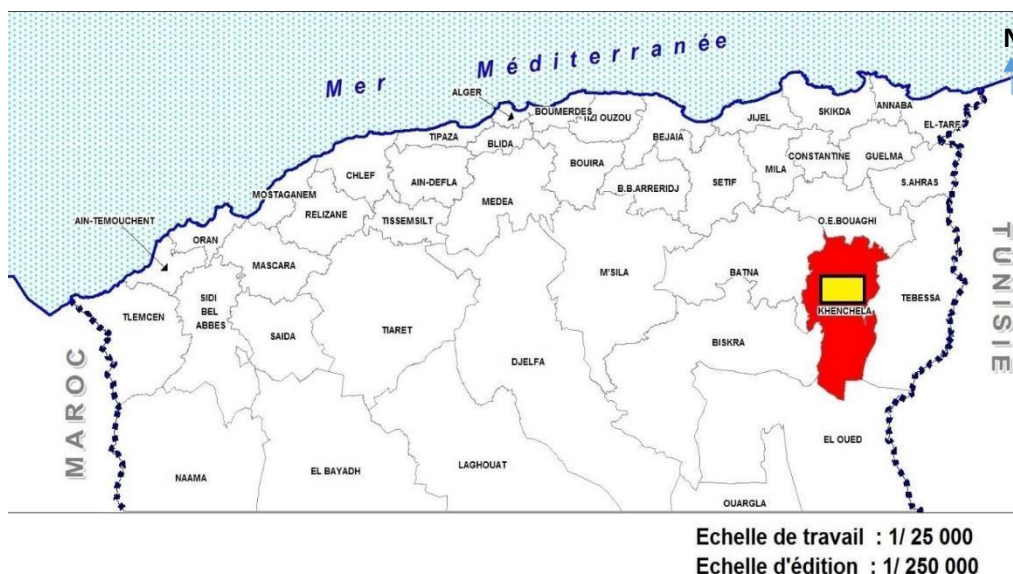 N
Mer Méditerranée
ALGER
BOUMERDES
TIZI OUZOU
TIPAZA
BLIDA
BEJAIA
JIJEL
SKIKDA
ANNABA
EL-TARF
CHLEF
AIN-DEFLA
BOUIRA
MILA
CONSTANTINE
GUELMA
MOSTAGANEM
RELIZANE
TISSEMSILT
MEDEA
B.B.ARRERIDJ
SETIF
S.AHRAS
AIN-TEMOUCHENT
ORAN
MASCARA
O.E.BOUAGHI
M'SILA
BATNA
TLEMCEN
SIDI
BEL
ABBES
SAIDA
TIARET
DJELFA
BISKRA
KHENCHELA
TEBESSA
TUNISIE
MAROC
NAAMA
EL BAYADH
LAGHOUAT
OUARGLA
EL OUED
Echelle de travail : 1/ 25 000
Echelle d'édition : 1/ 250 000